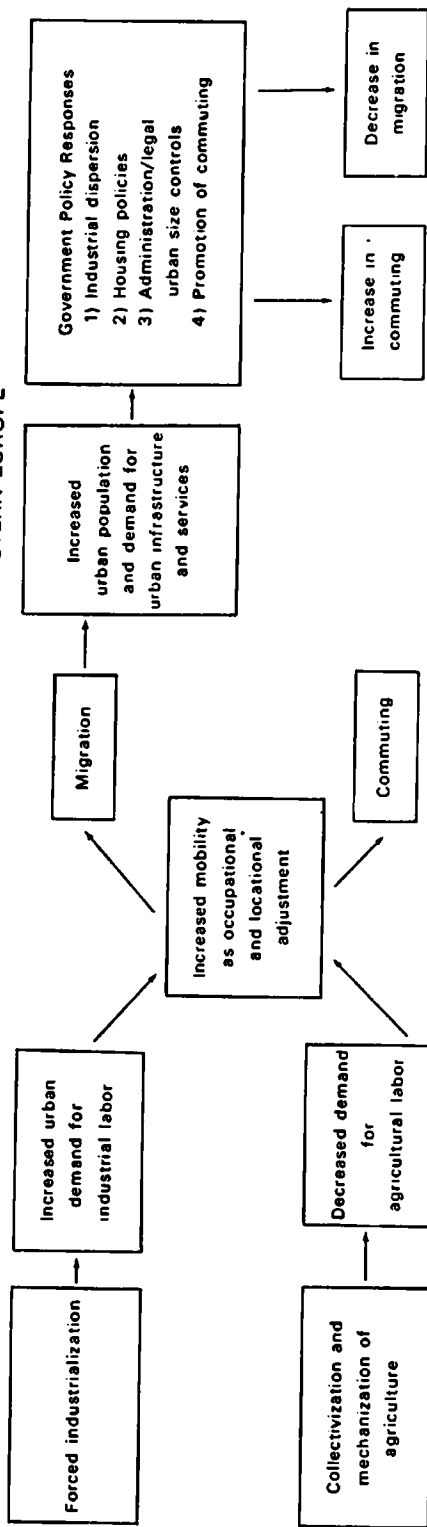 EUROPE
Forced industrialization
Increased urban
demand for
industrial labor
Migration
Increased
urban population
and demand for
urban infrastructure
and services
Government Policy Responses
1) Industrial dispersion
2) Housing policies
3) Administration/legal
urban size controls
4) Promotion of commuting
Increased mobility
as occupational
and locational
adjustment
Collectivization and
mechanization of
agriculture
Decreased demand
for
agricultural labor
Commuting
Increase in
commuting
Decrease in
migration